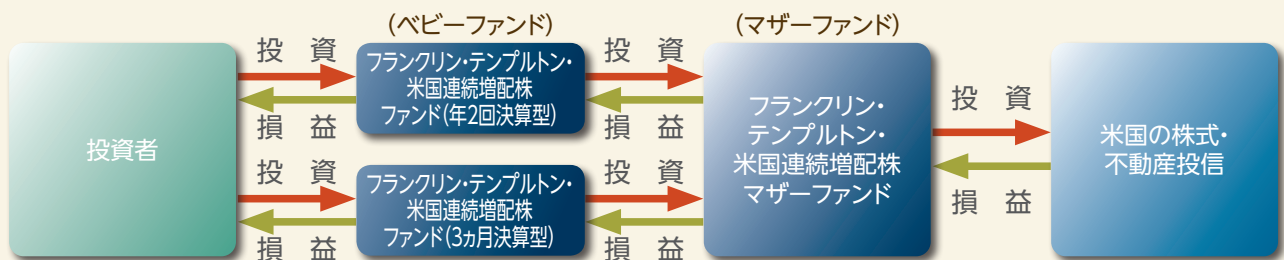 (ベビーファンド)
(マザーファンド)
投資者
投　資
損　益
フランクリン・テンプルトン・
米国連続増配株
ファンド(年2回決算型)
投　資
損　益
投　資
損　益
フランクリン・テンプルトン・
米国連続増配株
ファンド(3ヵ月決算型)
投　資
損　益
フランクリン・
テンプルトン・
米国連続増配株
マザーファンド
投　資
損　益
米国の株式・
不動産投信